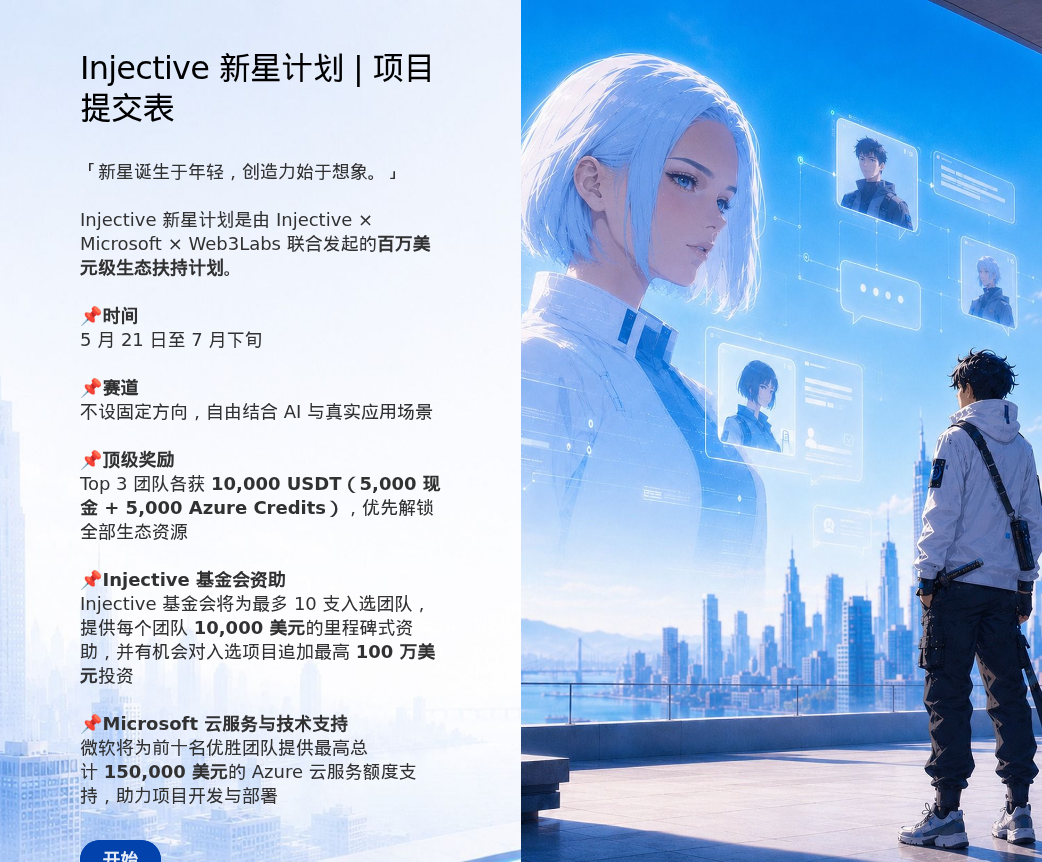 Injective 新星计划 | 项目
提交表
「新星诞生于年轻，创造力始于想象。」
Injective 新星计划是由 Injective ×
Microsoft × Web3Labs 联合发起的百万美
元级生态扶持计划。
📌时间
5 月 21 日至 7 月下旬
📌赛道
不设固定方向，自由结合 AI 与真实应用场景
📌顶级奖励
Top 3 团队各获 10,000 USDT（5,000 现
金 + 5,000 Azure Credits），优先解锁
全部生态资源
📌Injective 基金会资助
Injective 基金会将为最多 10 支入选团队，
提供每个团队 10,000 美元的里程碑式资
助，并有机会对入选项目追加最高 100 万美
元投资
📌Microsoft 云服务与技术支持
微软将为前十名优胜团队提供最高总
计 150,000 美元的 Azure 云服务额度支
持，助力项目开发与部署
开始